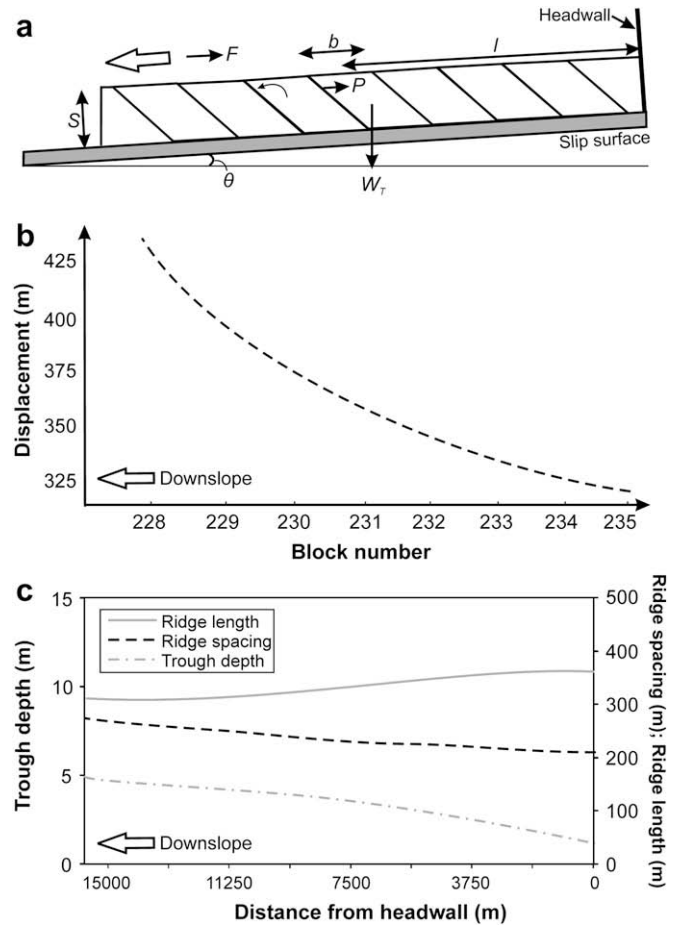 a
Headwall
F
b
l
P
S
Slip surface
θ
W_T
b
Displacement (m)
425
400
375
350
325
Downslope
228 229 230 231 232 233 234 235
Block number
c
Trough depth (m)
15
10
5
0
Ridge length
Ridge spacing
Trough depth
Downslope
500
400
300
200
100
0
Ridge spacing (m); Ridge length (m)
15000 11250 7500 3750 0
Distance from headwall (m)